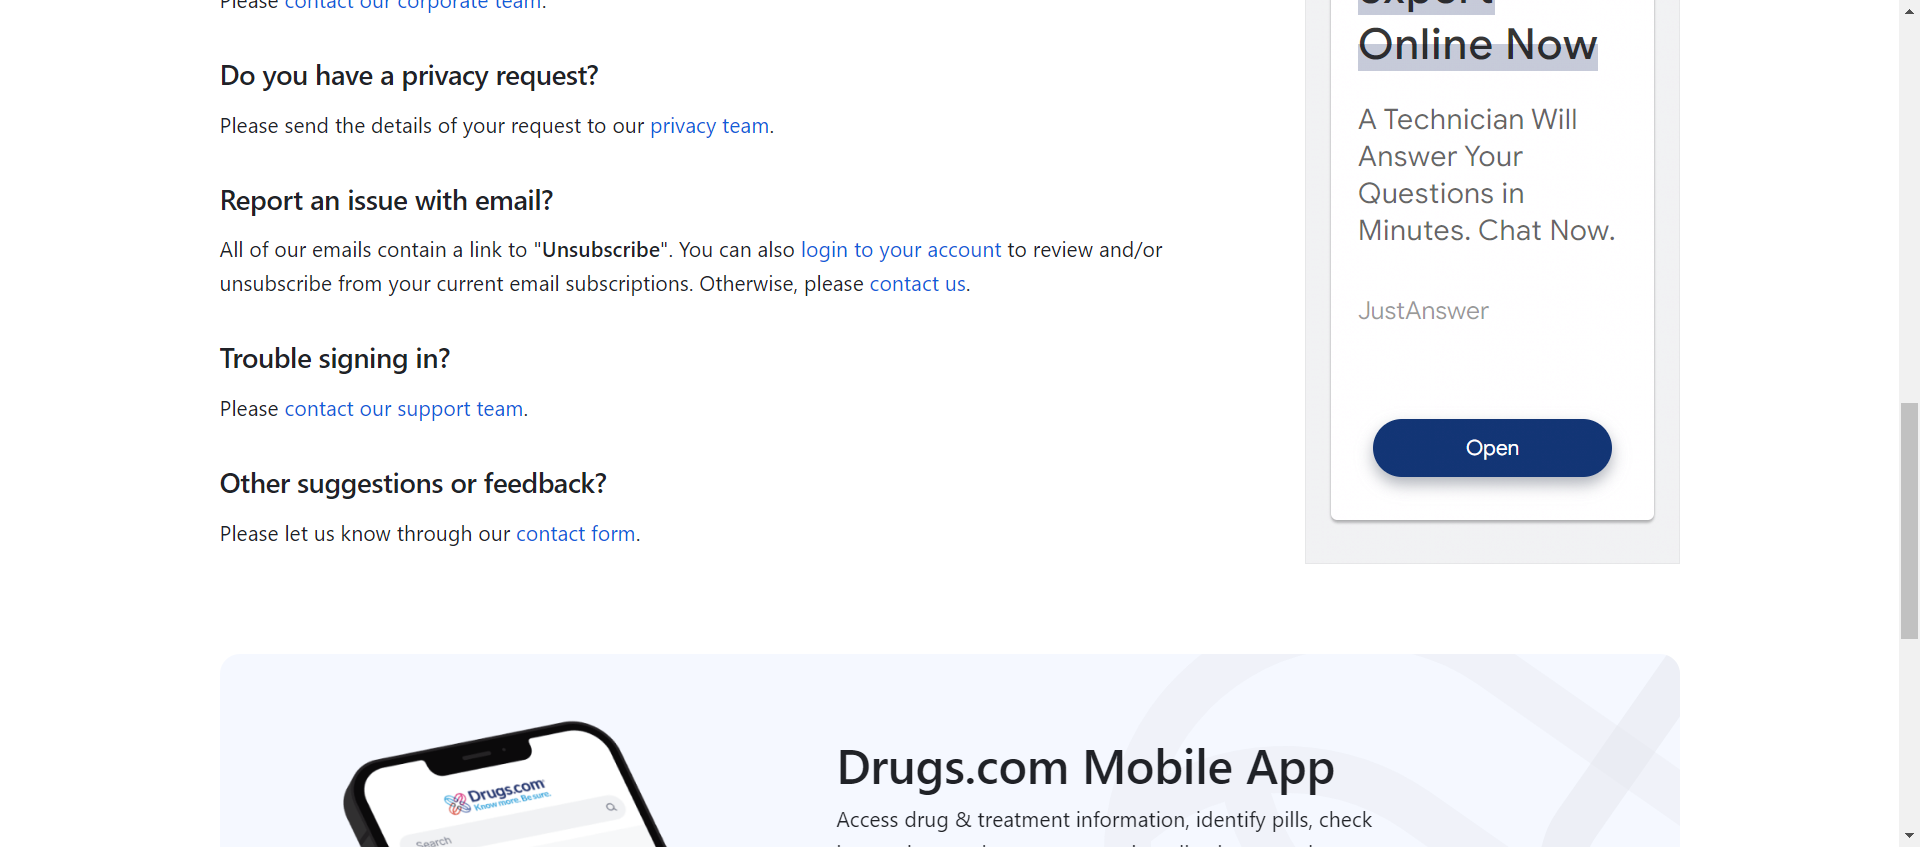 Please contact our corporate team.
Do you have a privacy request?
Please send the details of your request to our privacy team.
Report an issue with email?
All of our emails contain a link to "Unsubscribe". You can also login to your account to review and/or
unsubscribe from your current email subscriptions. Otherwise, please contact us.
Trouble signing in?
Please contact our support team.
Other suggestions or feedback?
Please let us know through our contact form.
expert
Online Now
A Technician Will
Answer Your
Questions in
Minutes. Chat Now.
JustAnswer
Open
Drugs.com
Know more. Be sure.
Search
Drugs.com Mobile App
Access drug & treatment information, identify pills, check